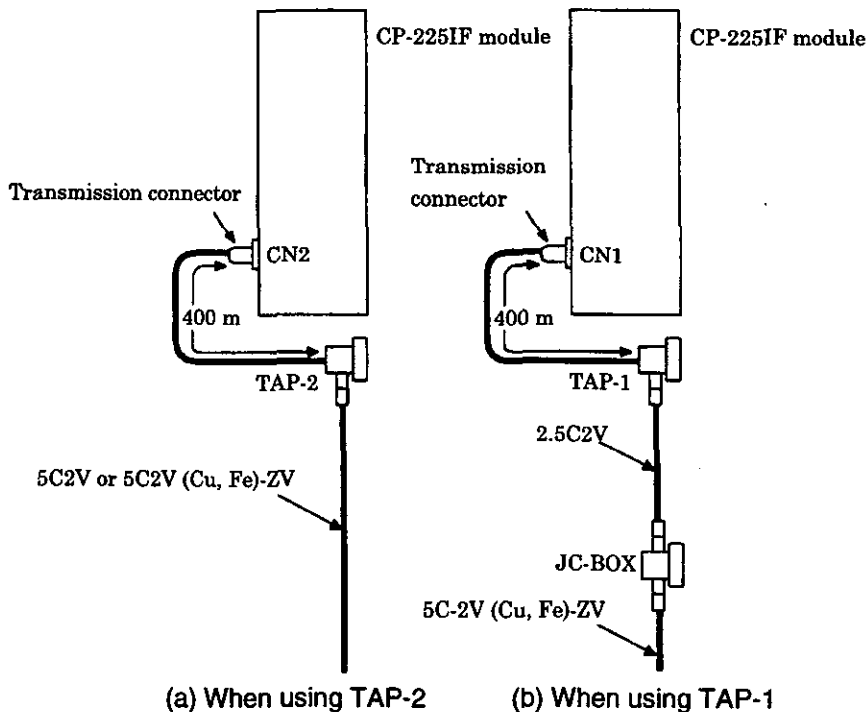 CP-225IF module
Transmission connector
CN2
400 m
TAP-2
5C2V or 5C2V (Cu, Fe)-ZV
(a) When using TAP-2
CP-225IF module
Transmission
connector
CN1
400 m
TAP-1
2.5C2V
JC-BOX
5C-2V (Cu, Fe)-ZV
(b) When using TAP-1